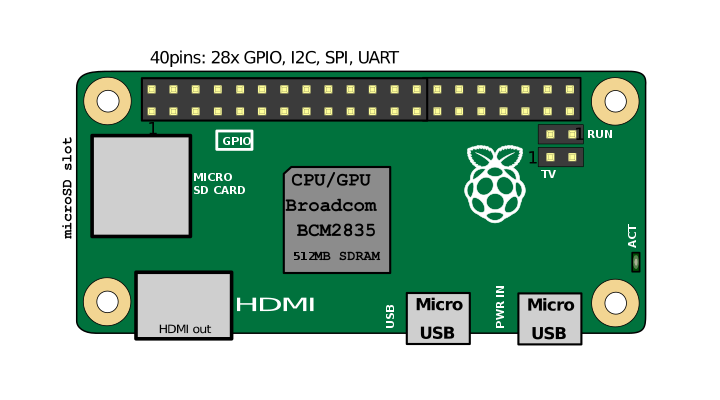 40pins: 28x GPIO, I2C, SPI, UART
1
GPIO
1
RUN
1
TV
microSD slot
MICRO
SD CARD
CPU/GPU
Broadcom
BCM2835
512MB SDRAM
ACT
HDMI
HDMI out
USB
Micro
USB
PWR IN
Micro
USB